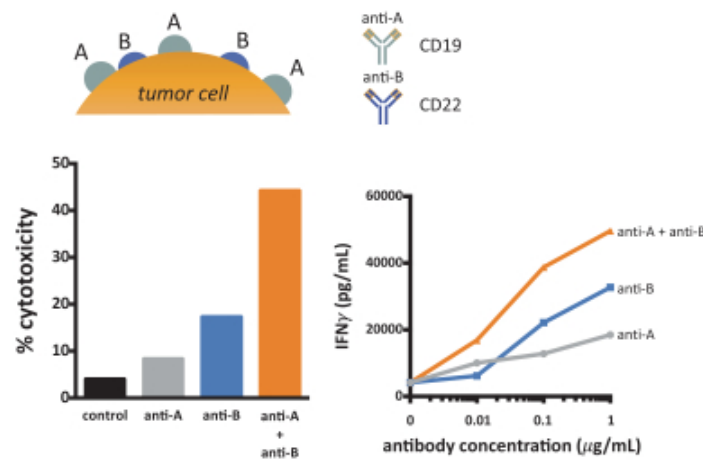 A
B
A
B
A
tumor cell
anti-A
CD19
anti-B
CD22
50
40
30
20
10
0
% cytotoxicity
control
anti-A
anti-B
anti-A
+
anti-B
60000
40000
20000
0
IFNγ (pg/mL)
anti-A + anti-B
anti-B
anti-A
0
0.01
0.1
1
antibody concentration (μg/mL)